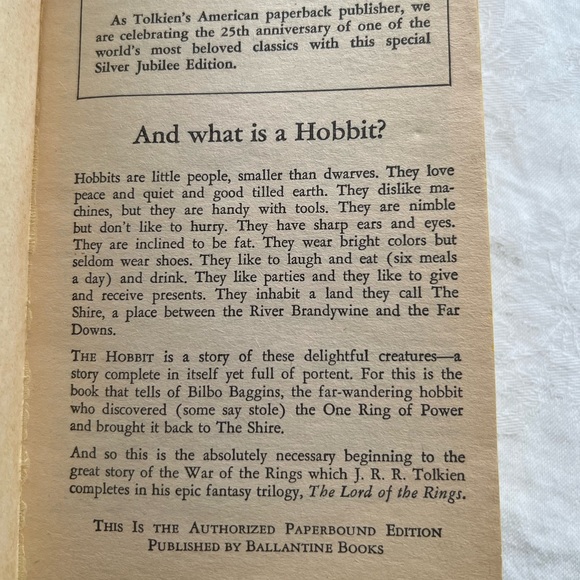 As Tolkien's American paperback publisher, we
are celebrating the 25th anniversary of one of the
world's most beloved classics with this special
Silver Jubilee Edition.
And what is a Hobbit?
Hobbits are little people, smaller than dwarves. They love
peace and quiet and good tilled earth. They dislike ma-
chines, but they are handy with tools. They are nimble
but don't like to hurry. They have sharp ears and eyes.
They are inclined to be fat. They wear bright colors but
seldom wear shoes. They like to laugh and eat (six meals
a day) and drink. They like parties and they like to give
and receive presents. They inhabit a land they call The
Shire, a place between the River Brandywine and the Far
Downs.
THE HOBBIT is a story of these delightful creatures—a
story complete in itself yet full of portent. For this is the
book that tells of Bilbo Baggins, the far-wandering hobbit
who discovered (some say stole) the One Ring of Power
and brought it back to The Shire.
And so this is the absolutely necessary beginning to the
great story of the War of the Rings which J. R. R. Tolkien
completes in his epic fantasy trilogy, The Lord of the Rings.
THIS IS THE AUTHORIZED PAPERBOUND EDITION
PUBLISHED BY BALLANTINE BOOKS